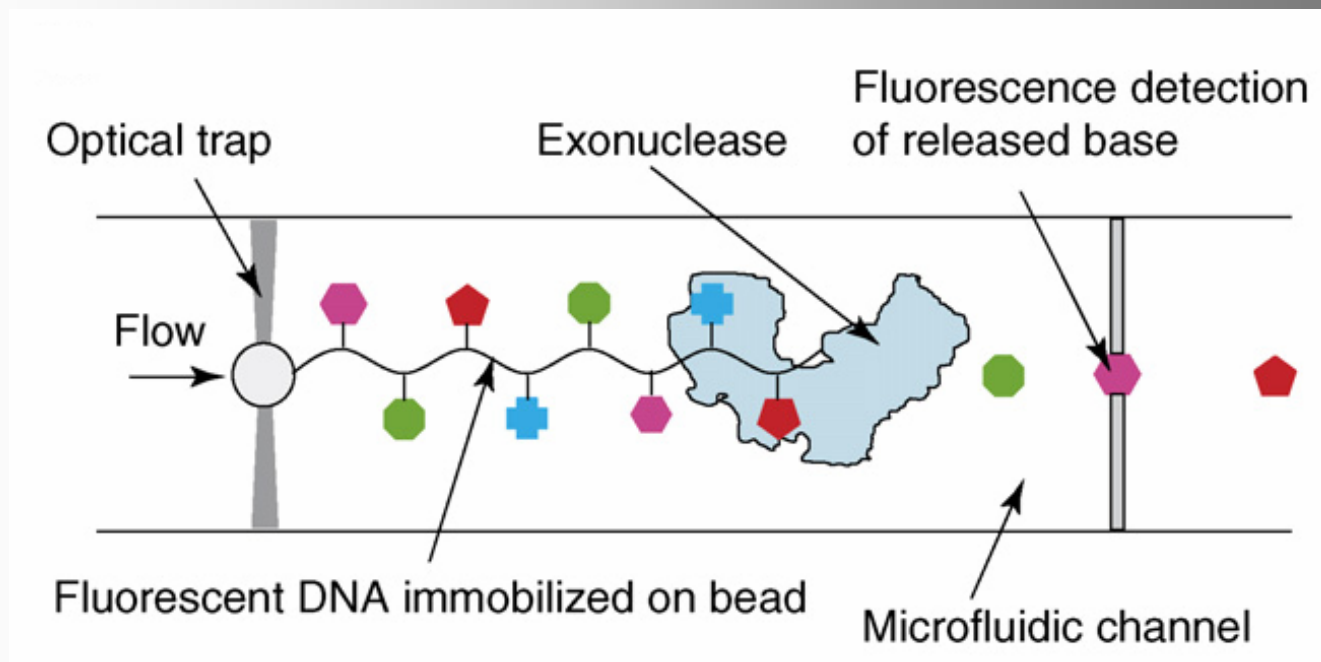 Fluorescence detection
of released base
Optical trap
Exonuclease
Flow
Fluorescent DNA immobilized on bead
Microfluidic channel